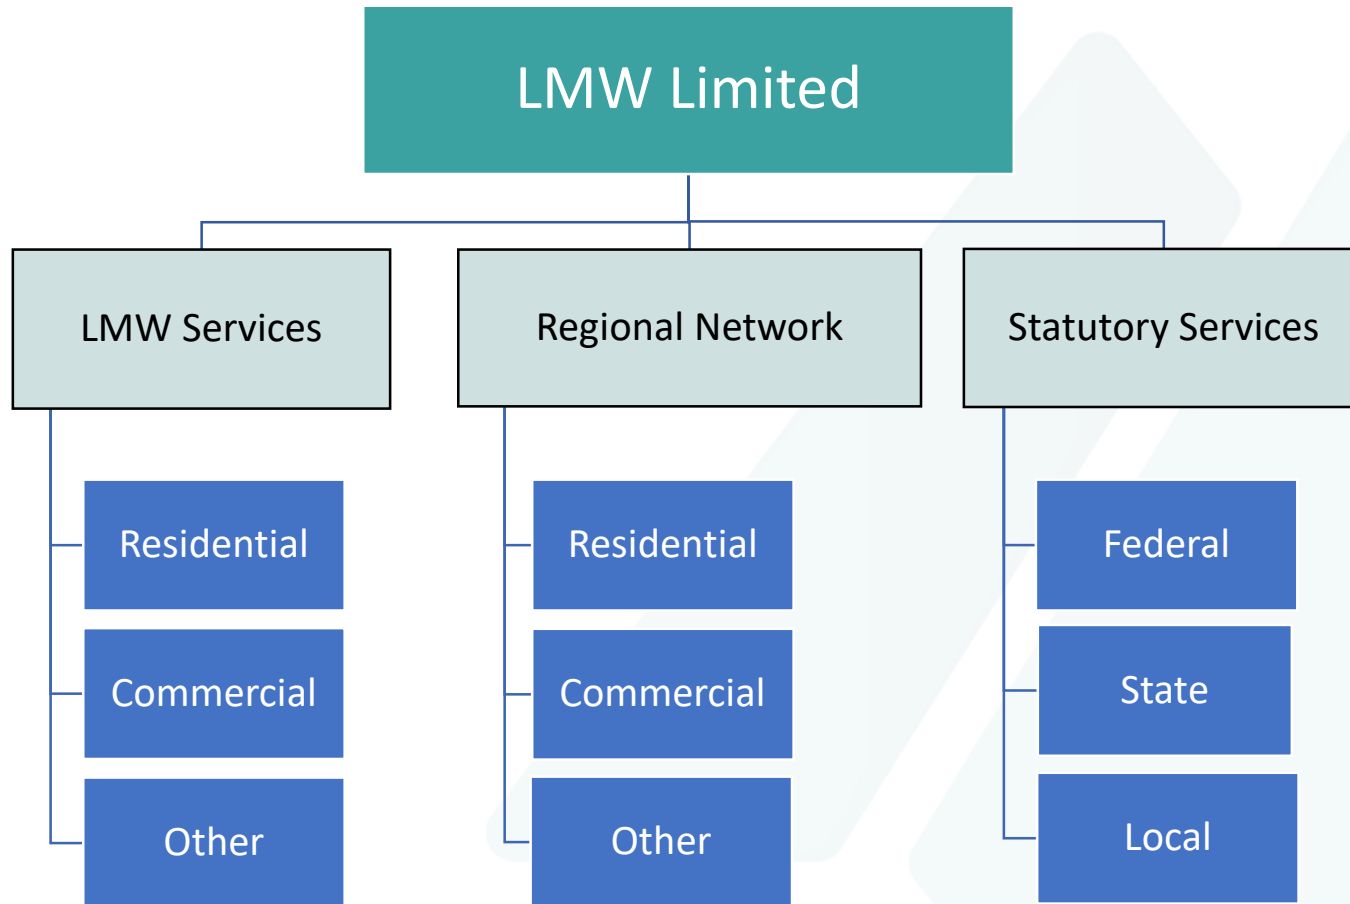 LMW Limited
LMW Services
Regional Network
Statutory Services
Residential
Residential
Federal
Commercial
Commercial
State
Other
Other
Local